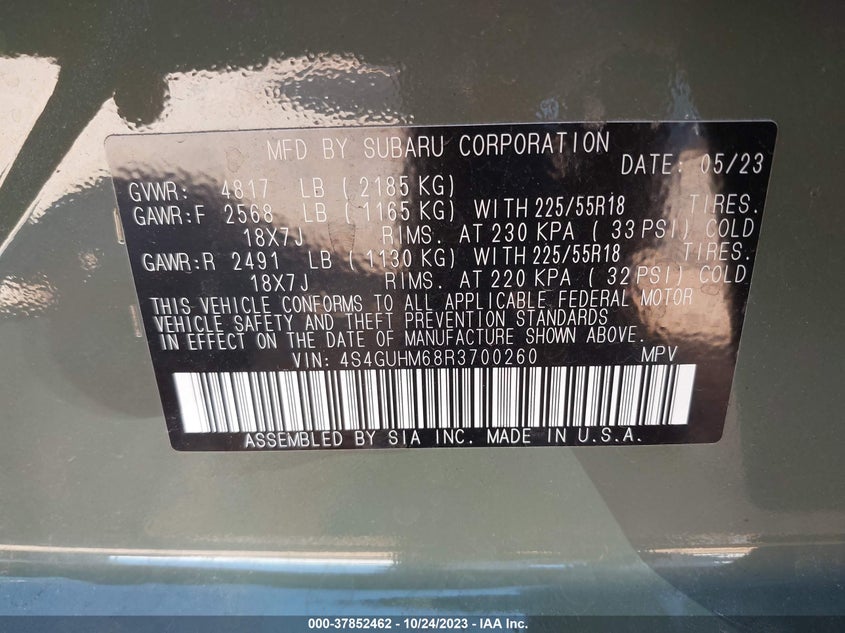 MFD BY SUBARU CORPORATION
DATE: 05/23
GVWR: 4817 LB ( 2185 KG)
GAWR:F 2568 LB ( 1165 KG) WITH 225/55R18 TIRES.
18X7J RIMS. AT 230 KPA ( 33 PSI) COLD
GAWR:R 2491 LB ( 1130 KG) WITH 225/55R18 TIRES.
18X7J RIMS. AT 220 KPA ( 32 PSI) COLD
THIS VEHICLE CONFORMS TO ALL APPLICABLE FEDERAL MOTOR
VEHICLE SAFETY AND THEFT PREVENTION STANDARDS
IN EFFECT ON THE DATE OF MANUFACTURE SHOWN ABOVE.
VIN: 4S4GUHM68R3700260 MPV
ASSEMBLED BY SIA INC. MADE IN U.S.A.
000-37852462 - 10/24/2023 - IAA Inc.